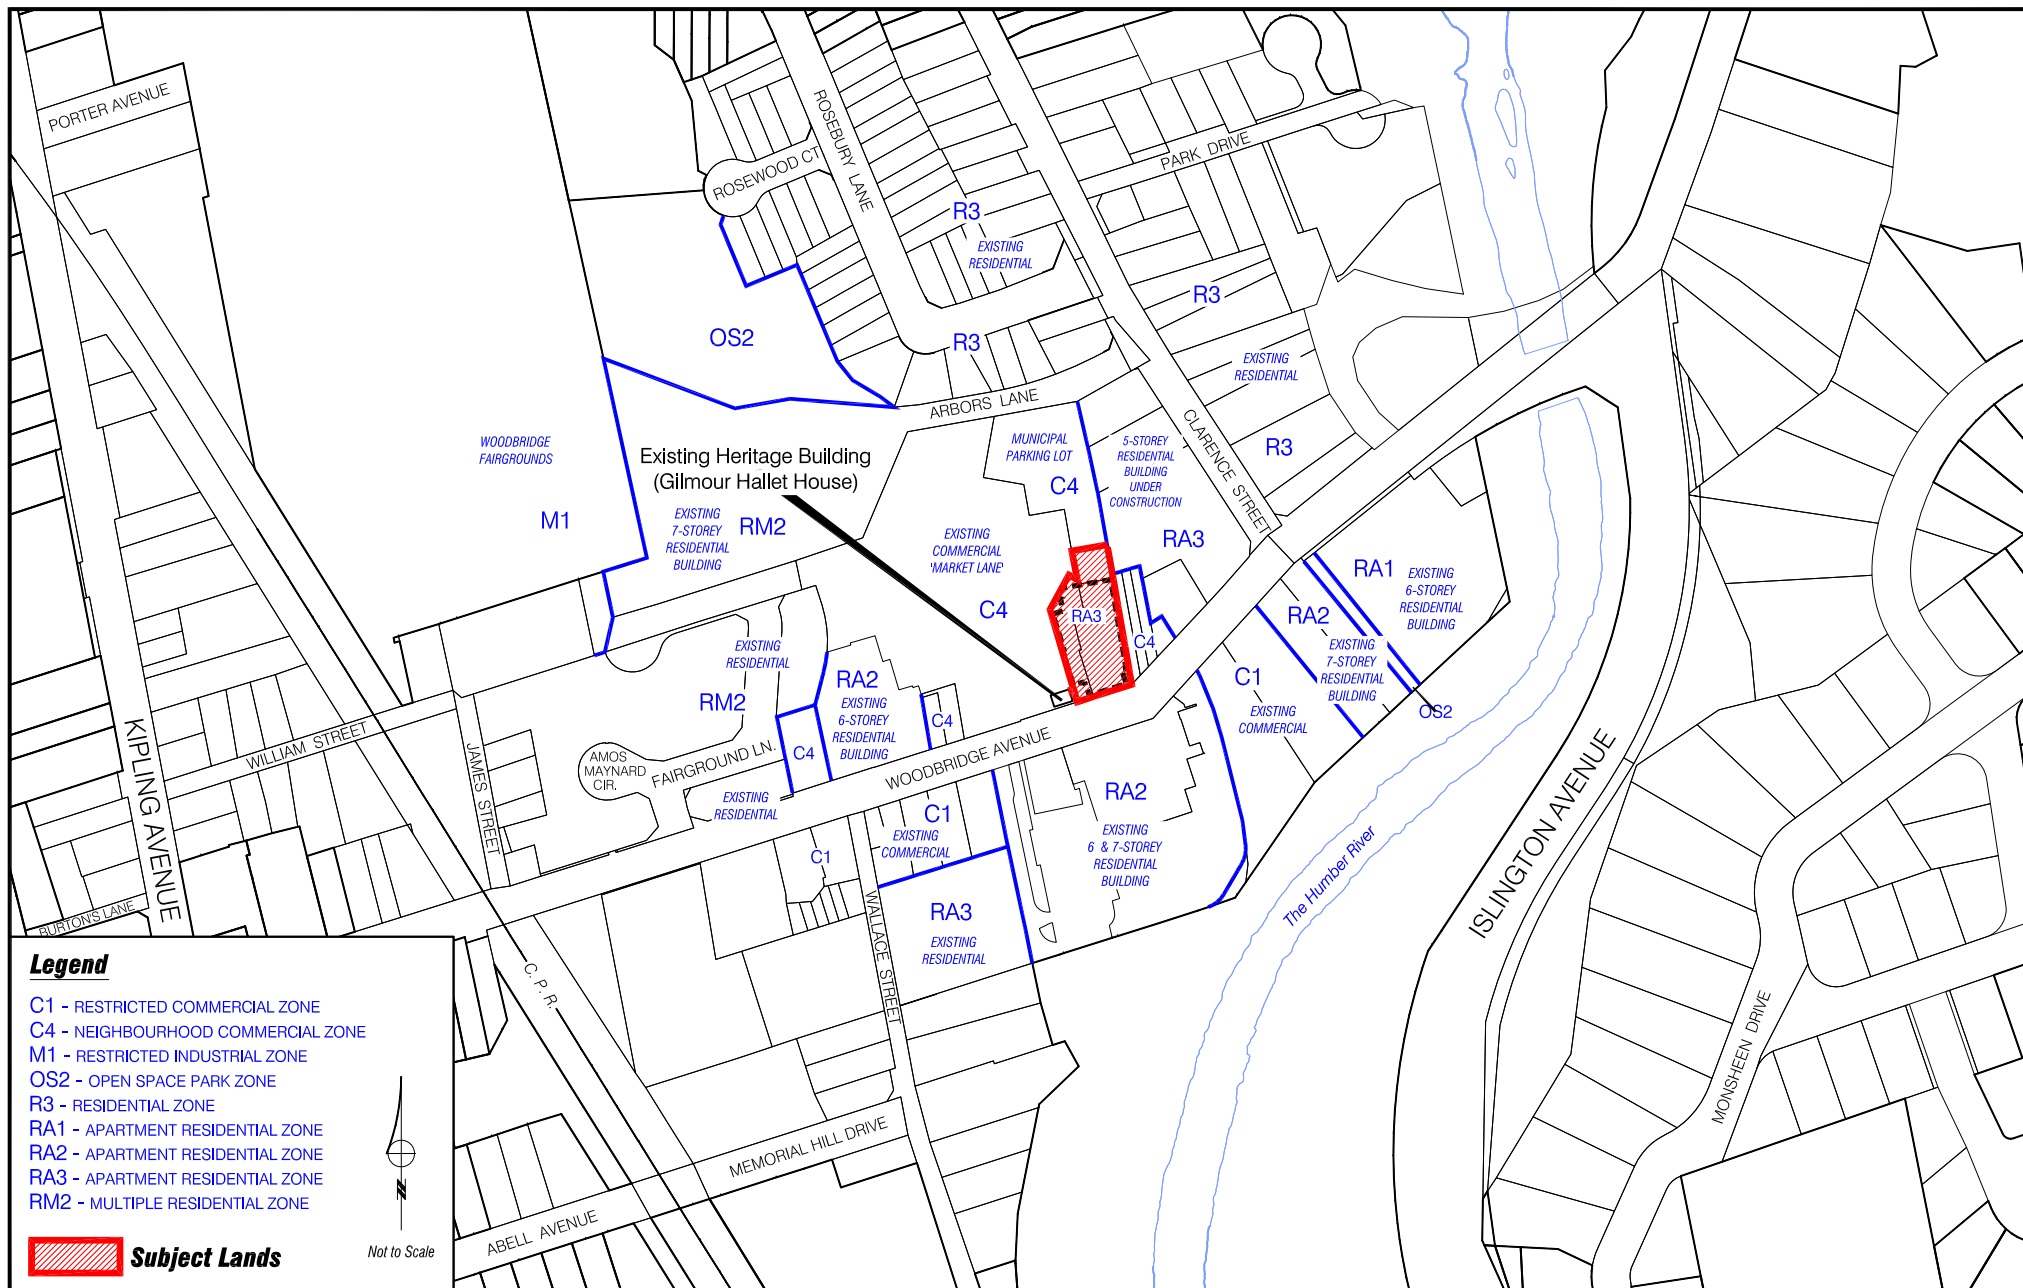 PORTER AVENUE
ROSEWOOD CT
ROSEBURY LANE
PARK DRIVE
R3
EXISTING
RESIDENTIAL
R3
OS2
R3
EXISTING
RESIDENTIAL
ARBORS LANE
CLARENCE STREET
R3
WOODBRIDGE
FAIRGROUNDS
M1
Existing Heritage Building
(Gilmour Hallet House)
MUNICIPAL
PARKING LOT
C4
5-STOREY
RESIDENTIAL
BUILDING
UNDER
CONSTRUCTION
RA3
EXISTING
7-STOREY
RESIDENTIAL
BUILDING
RM2
EXISTING
COMMERCIAL
'MARKET LANE'
C4
RA3
C4
RA1
EXISTING
6-STOREY
RESIDENTIAL
BUILDING
RA2
EXISTING
7-STOREY
RESIDENTIAL
BUILDING
OS2
C1
EXISTING
COMMERCIAL
EXISTING
RESIDENTIAL
RM2
RA2
EXISTING
6-STOREY
RESIDENTIAL
BUILDING
C4
C4
KIPLING AVENUE
WILLIAM STREET
JAMES STREET
AMOS
MAYNARD
CIR.
FAIRGROUND LN.
EXISTING
RESIDENTIAL
WOODBRIDGE AVENUE
C1
EXISTING
COMMERCIAL
C1
RA2
EXISTING
6 & 7-STOREY
RESIDENTIAL
BUILDING
RA3
EXISTING
RESIDENTIAL
WALLACE STREET
The Humber River
ISLINGTON AVENUE
MONSHEEN DRIVE
BURTON'S LANE
C.P.R.
MEMORIAL HILL DRIVE
ABELL AVENUE
Legend
C1 - RESTRICTED COMMERCIAL ZONE
C4 - NEIGHBOURHOOD COMMERCIAL ZONE
M1 - RESTRICTED INDUSTRIAL ZONE
OS2 - OPEN SPACE PARK ZONE
R3 - RESIDENTIAL ZONE
RA1 - APARTMENT RESIDENTIAL ZONE
RA2 - APARTMENT RESIDENTIAL ZONE
RA3 - APARTMENT RESIDENTIAL ZONE
RM2 - MULTIPLE RESIDENTIAL ZONE
N
Not to Scale
Subject Lands